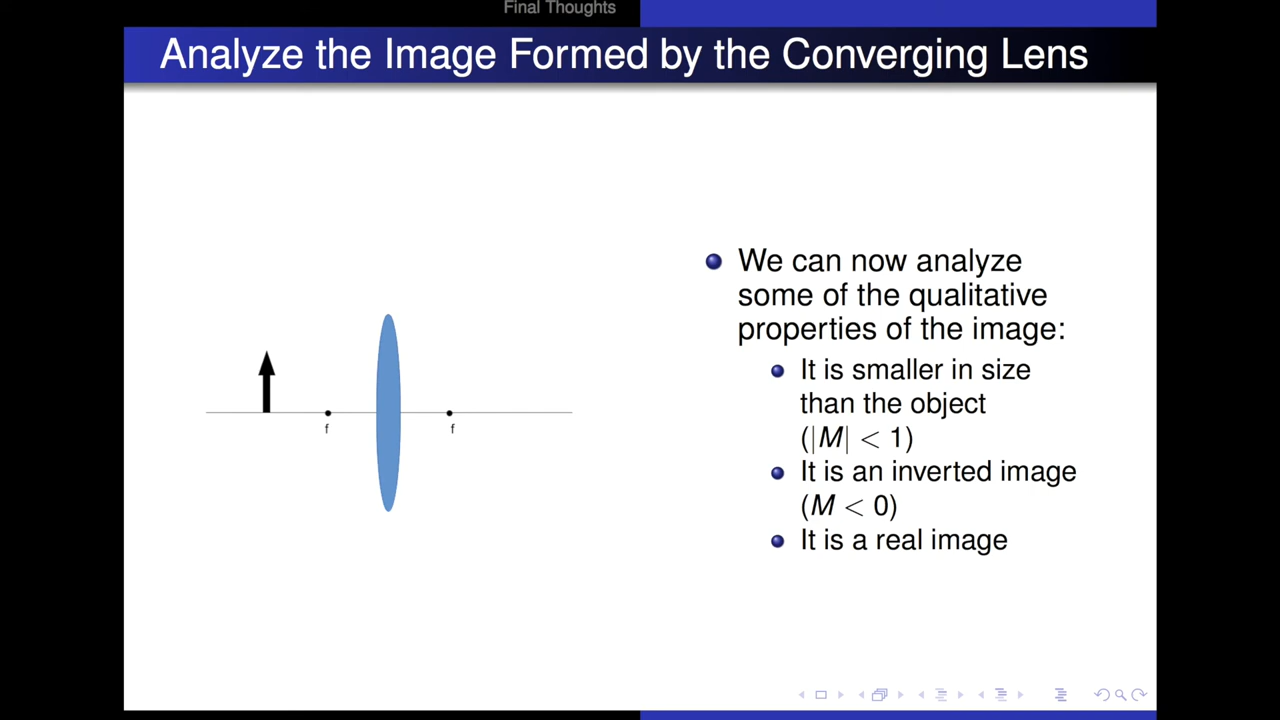 Final Thoughts
Analyze the Image Formed by the Converging Lens
We can now analyze
some of the qualitative
properties of the image:
It is smaller in size
than the object
(|M| < 1)
It is an inverted image
(M < 0)
It is a real image
f
f